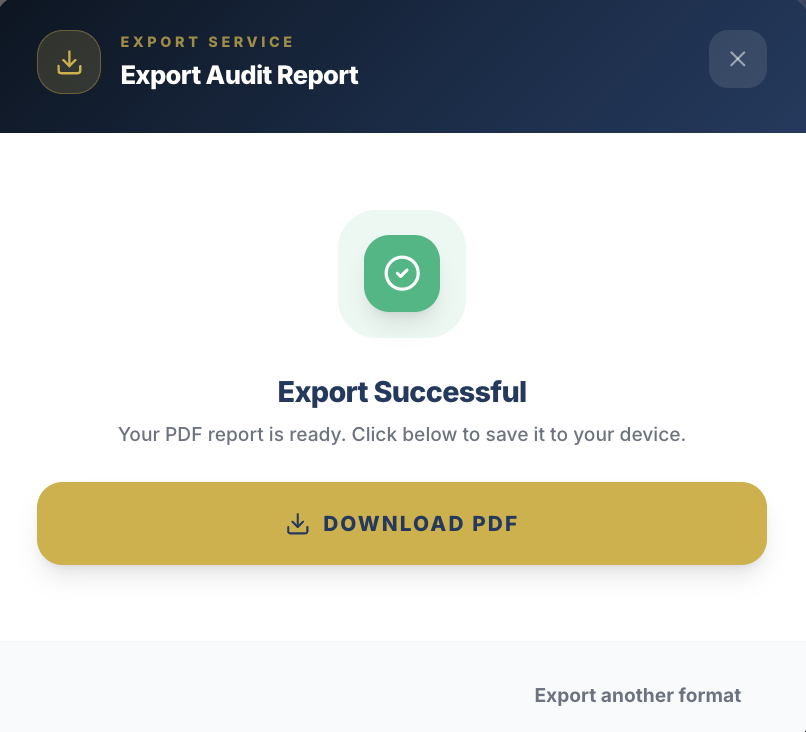 EXPORT SERVICE
Export Audit Report
Export Successful
Your PDF report is ready. Click below to save it to your device.
DOWNLOAD PDF
Export another format